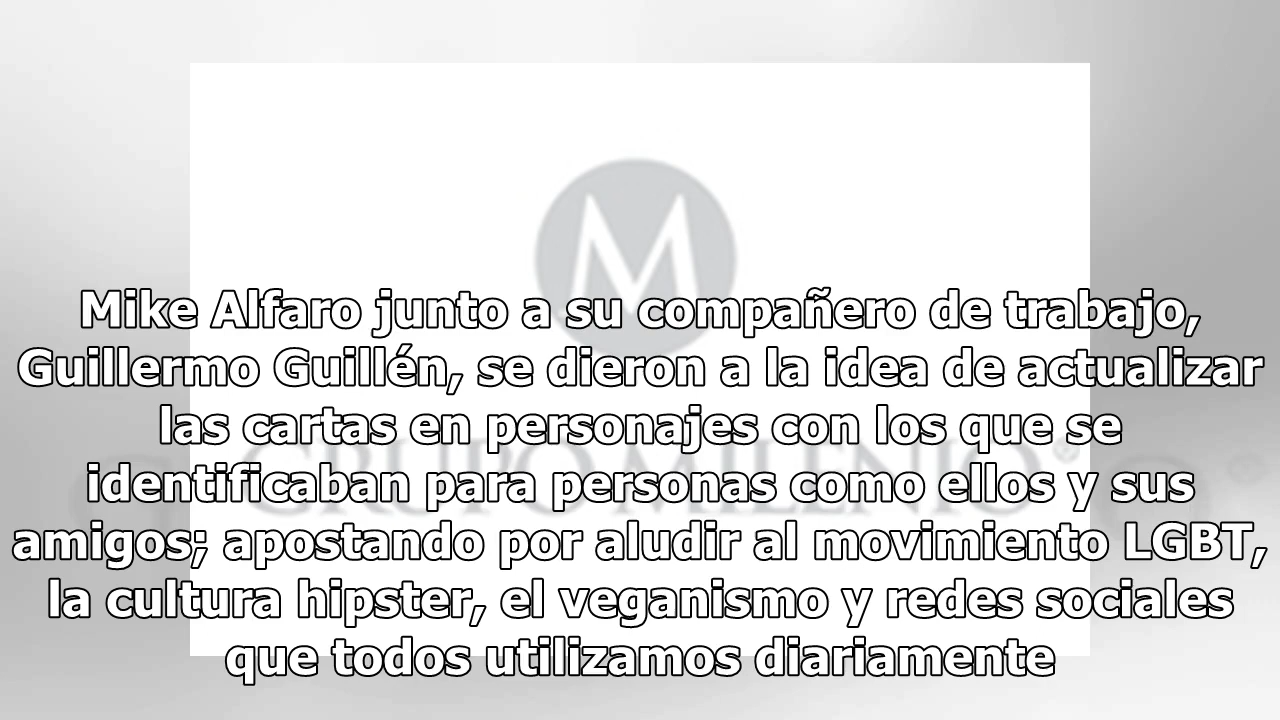 M
Mike Alfaro junto a su compañero de trabajo,
Guillermo Guillén, se dieron a la idea de actualizar
las cartas en personajes con los que se
GRUPO MILENIO®
identificaban para personas como ellos y sus
amigos; apostando por aludir al movimiento LGBT,
la cultura hipster, el veganismo y redes sociales
que todos utilizamos diariamente